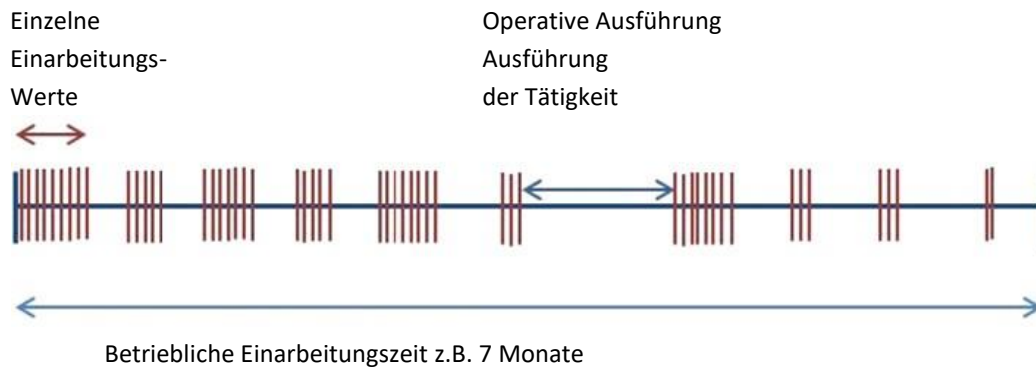 Einzelne
Einarbeitungs-
Werte
Operative Ausführung
Ausführung
der Tätigkeit
Betriebliche Einarbeitungszeit z.B. 7 Monate